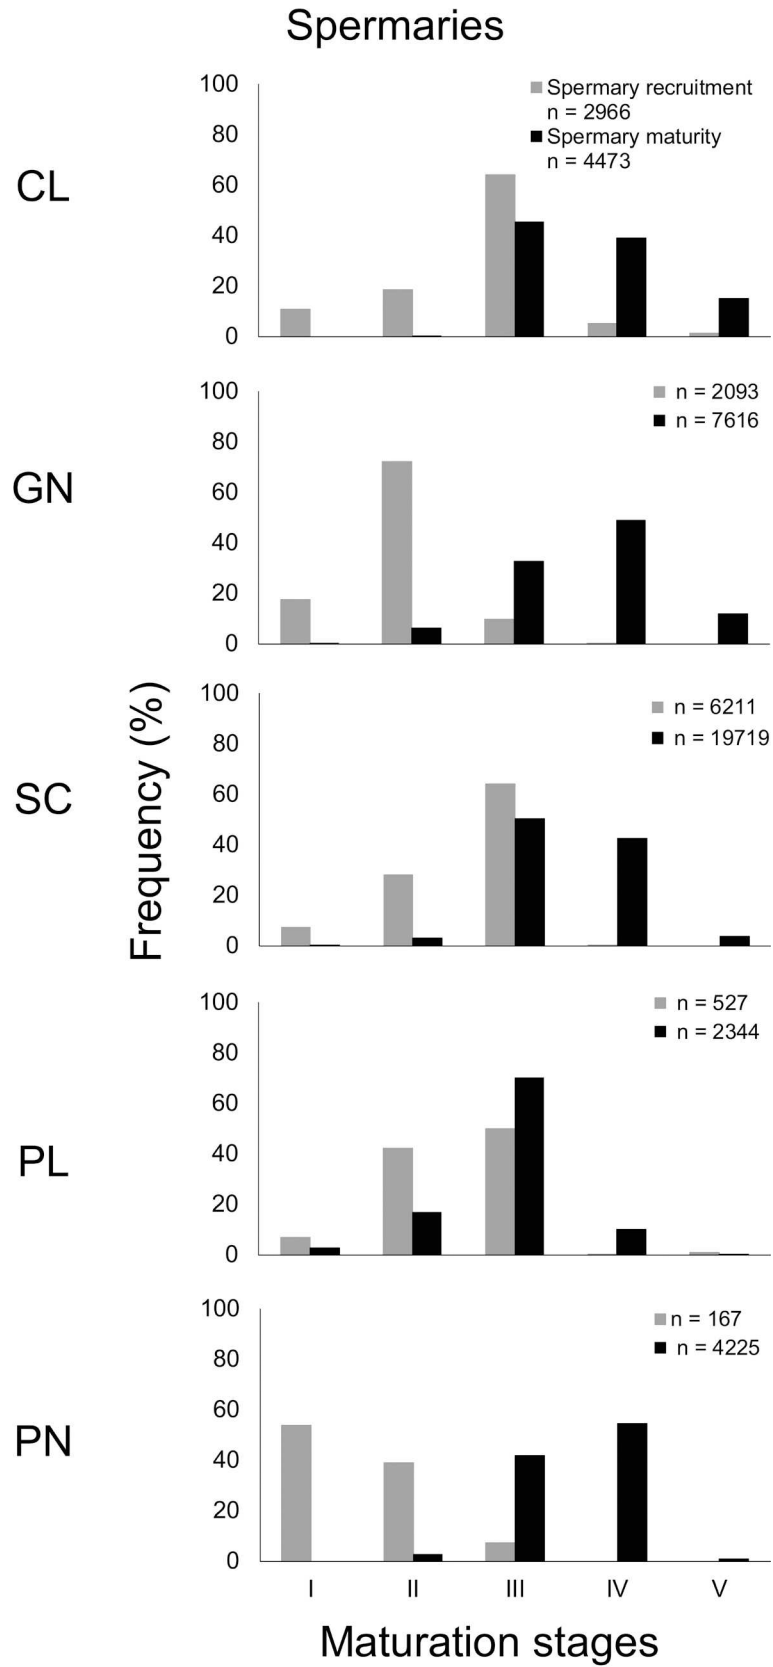 Spermaries
CL
100
80
60
40
20
0
Spermary recruitment
n = 2966
Spermary maturity
n = 4473
GN
100
80
60
40
20
0
n = 2093
n = 7616
Frequency (%)
SC
100
80
60
40
20
0
n = 6211
n = 19719
PL
100
80
60
40
20
0
n = 527
n = 2344
PN
100
80
60
40
20
0
n = 167
n = 4225
I II III IV V
Maturation stages